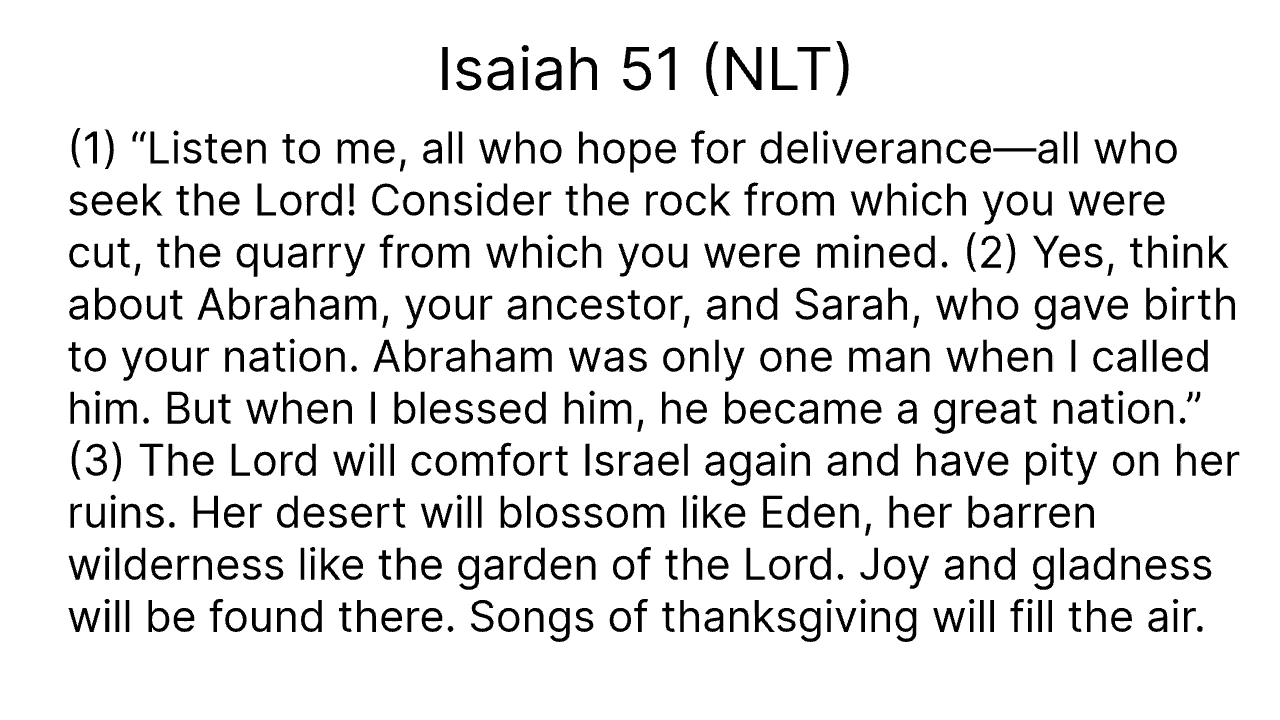 Isaiah 51 (NLT)
(1) “Listen to me, all who hope for deliverance—all who
seek the Lord! Consider the rock from which you were
cut, the quarry from which you were mined. (2) Yes, think
about Abraham, your ancestor, and Sarah, who gave birth
to your nation. Abraham was only one man when I called
him. But when I blessed him, he became a great nation.”
(3) The Lord will comfort Israel again and have pity on her
ruins. Her desert will blossom like Eden, her barren
wilderness like the garden of the Lord. Joy and gladness
will be found there. Songs of thanksgiving will fill the air.